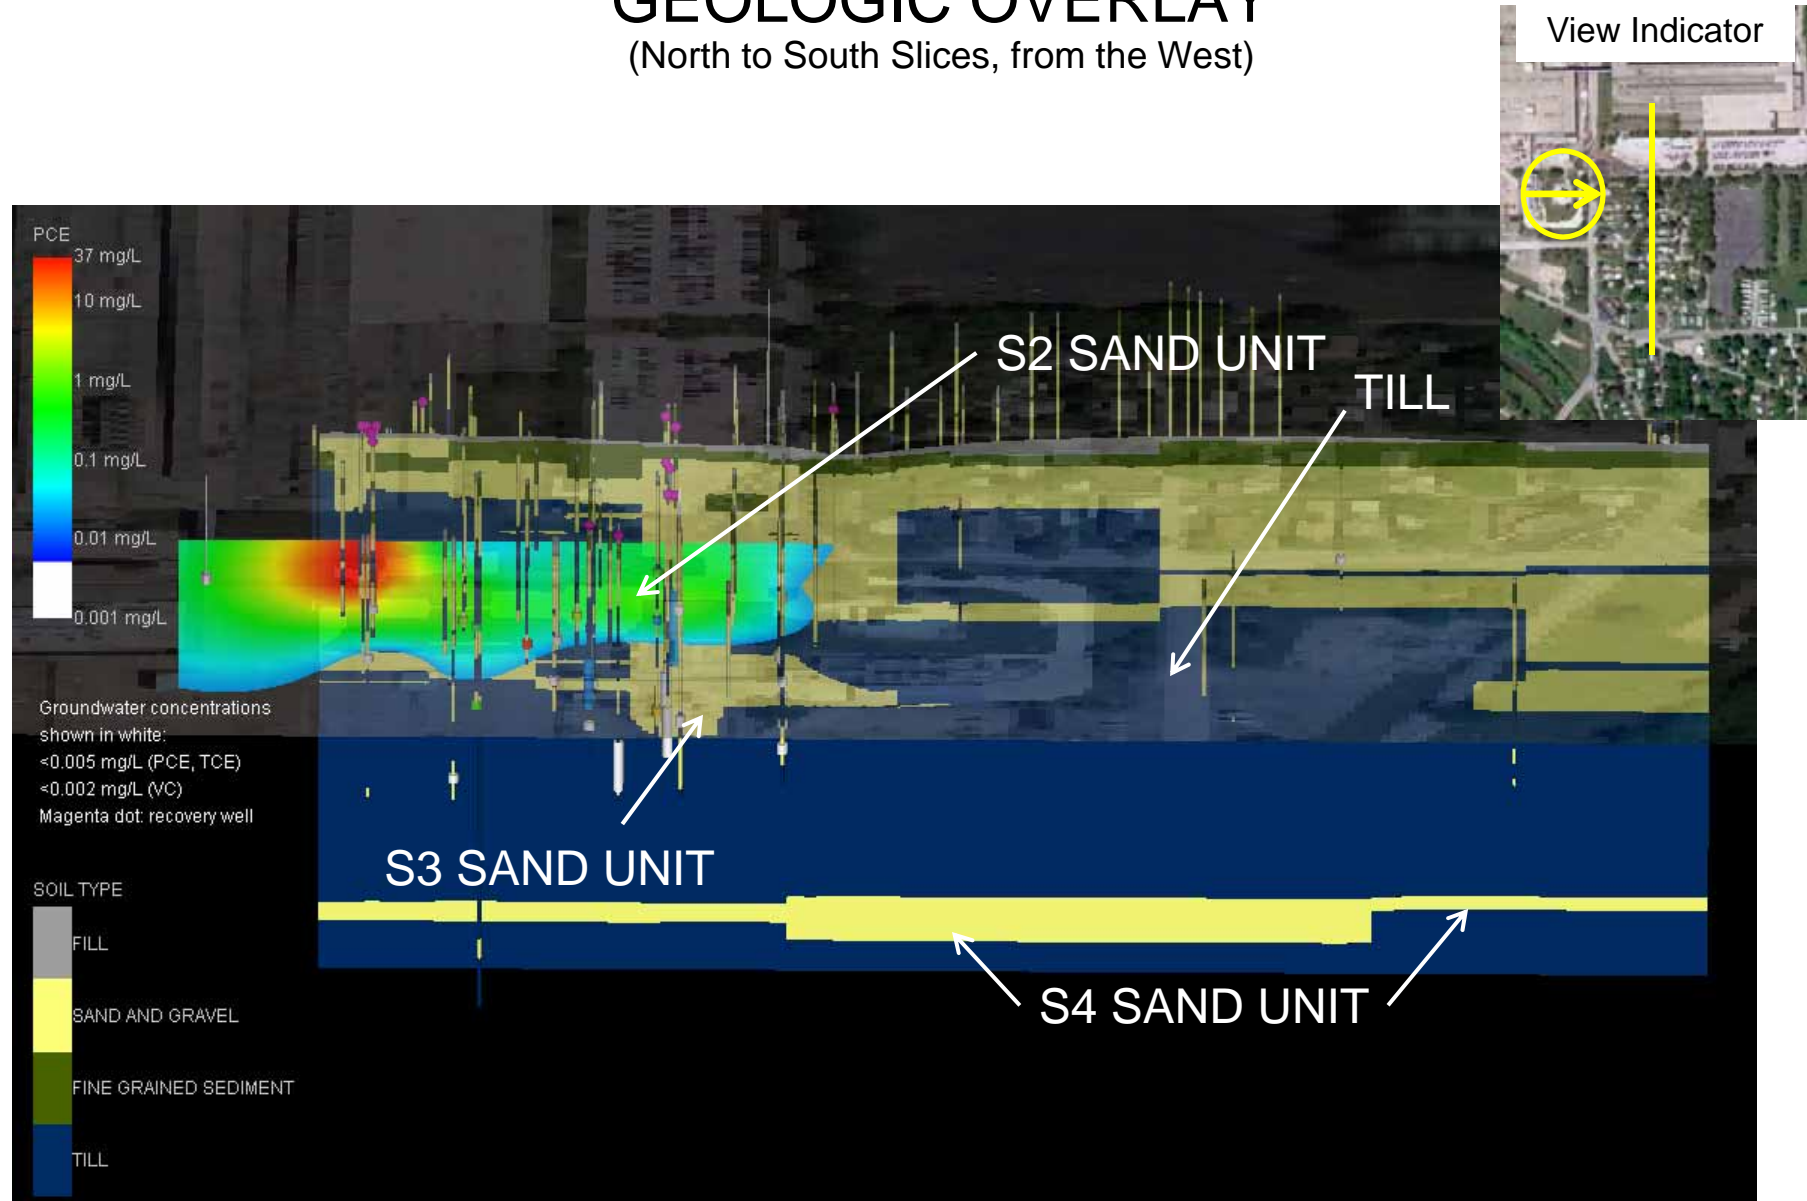 GEOLOGIC OVERLAY
(North to South Slices, from the West)
View Indicator
PCE
37 mg/L
10 mg/L
1 mg/L
0.1 mg/L
0.01 mg/L
0.001 mg/L
S2 SAND UNIT
TILL
Groundwater concentrations
shown in white:
<0.005 mg/L (PCE, TCE)
<0.002 mg/L (VC)
Magenta dot: recovery well
S3 SAND UNIT
SOIL TYPE
FILL
SAND AND GRAVEL
FINE GRAINED SEDIMENT
TILL
S4 SAND UNIT